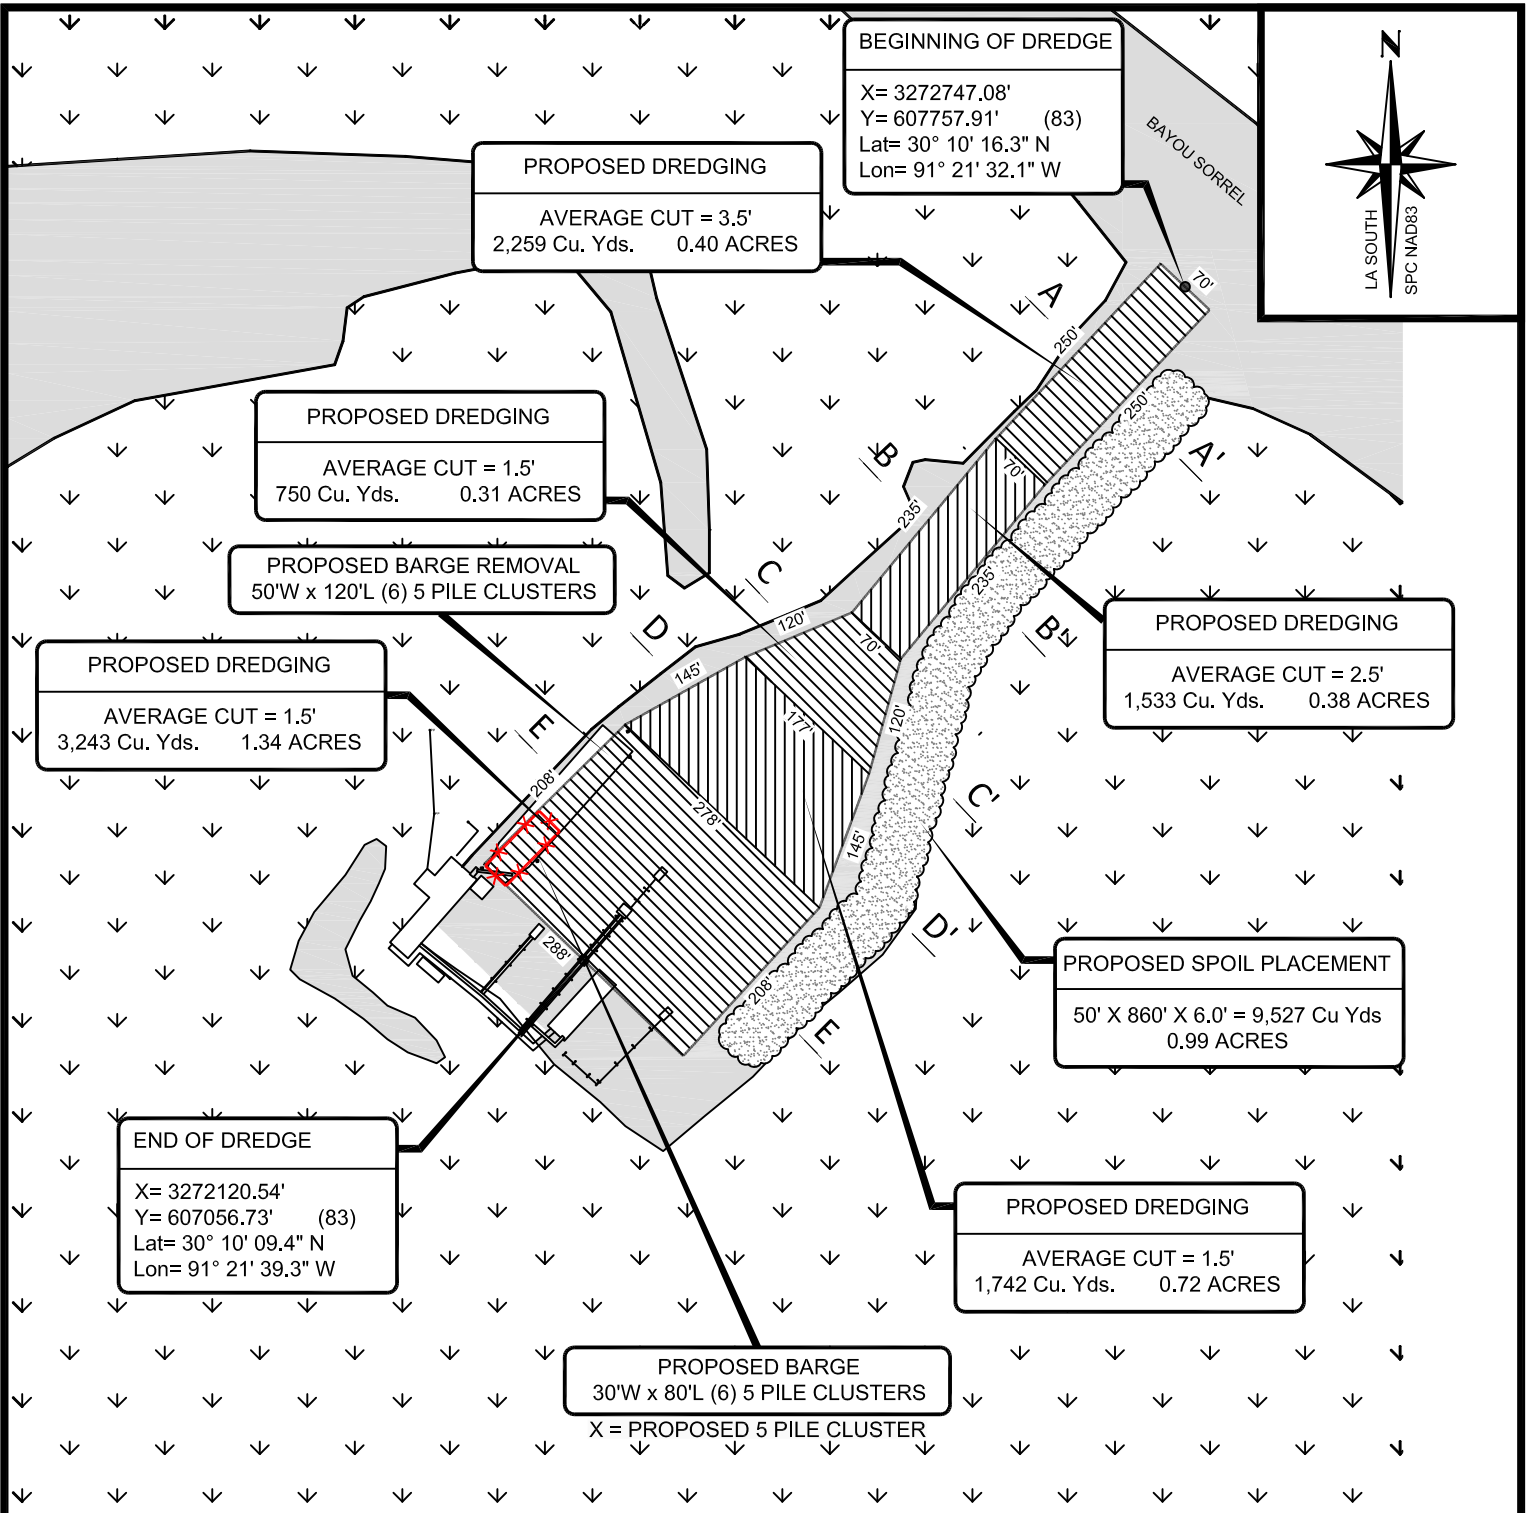 BEGINNING OF DREDGE
X= 3272747.08'
Y= 607757.91' (83)
Lat= 30° 10' 16.3" N
Lon= 91° 21' 32.1" W
N
LA SOUTH
SPC NAD83
BAYOU SORREL
PROPOSED DREDGING
AVERAGE CUT = 3.5'
2,259 Cu. Yds. 0.40 ACRES
70'
A
250'
250'
A'
PROPOSED DREDGING
AVERAGE CUT = 1.5'
750 Cu. Yds. 0.31 ACRES
B
70'
235'
235'
B'
PROPOSED BARGE REMOVAL
50'W x 120'L (6) 5 PILE CLUSTERS
C
120'
70'
120'
C'
PROPOSED DREDGING
AVERAGE CUT = 2.5'
1,533 Cu. Yds. 0.38 ACRES
PROPOSED DREDGING
AVERAGE CUT = 1.5'
3,243 Cu. Yds. 1.34 ACRES
D
145'
177'
145'
D'
E
208'
278'
288'
208'
E
PROPOSED SPOIL PLACEMENT
50' X 860' X 6.0' = 9,527 Cu Yds
0.99 ACRES
END OF DREDGE
X= 3272120.54'
Y= 607056.73' (83)
Lat= 30° 10' 09.4" N
Lon= 91° 21' 39.3" W
PROPOSED DREDGING
AVERAGE CUT = 1.5'
1,742 Cu. Yds. 0.72 ACRES
PROPOSED BARGE
30'W x 80'L (6) 5 PILE CLUSTERS
X = PROPOSED 5 PILE CLUSTER